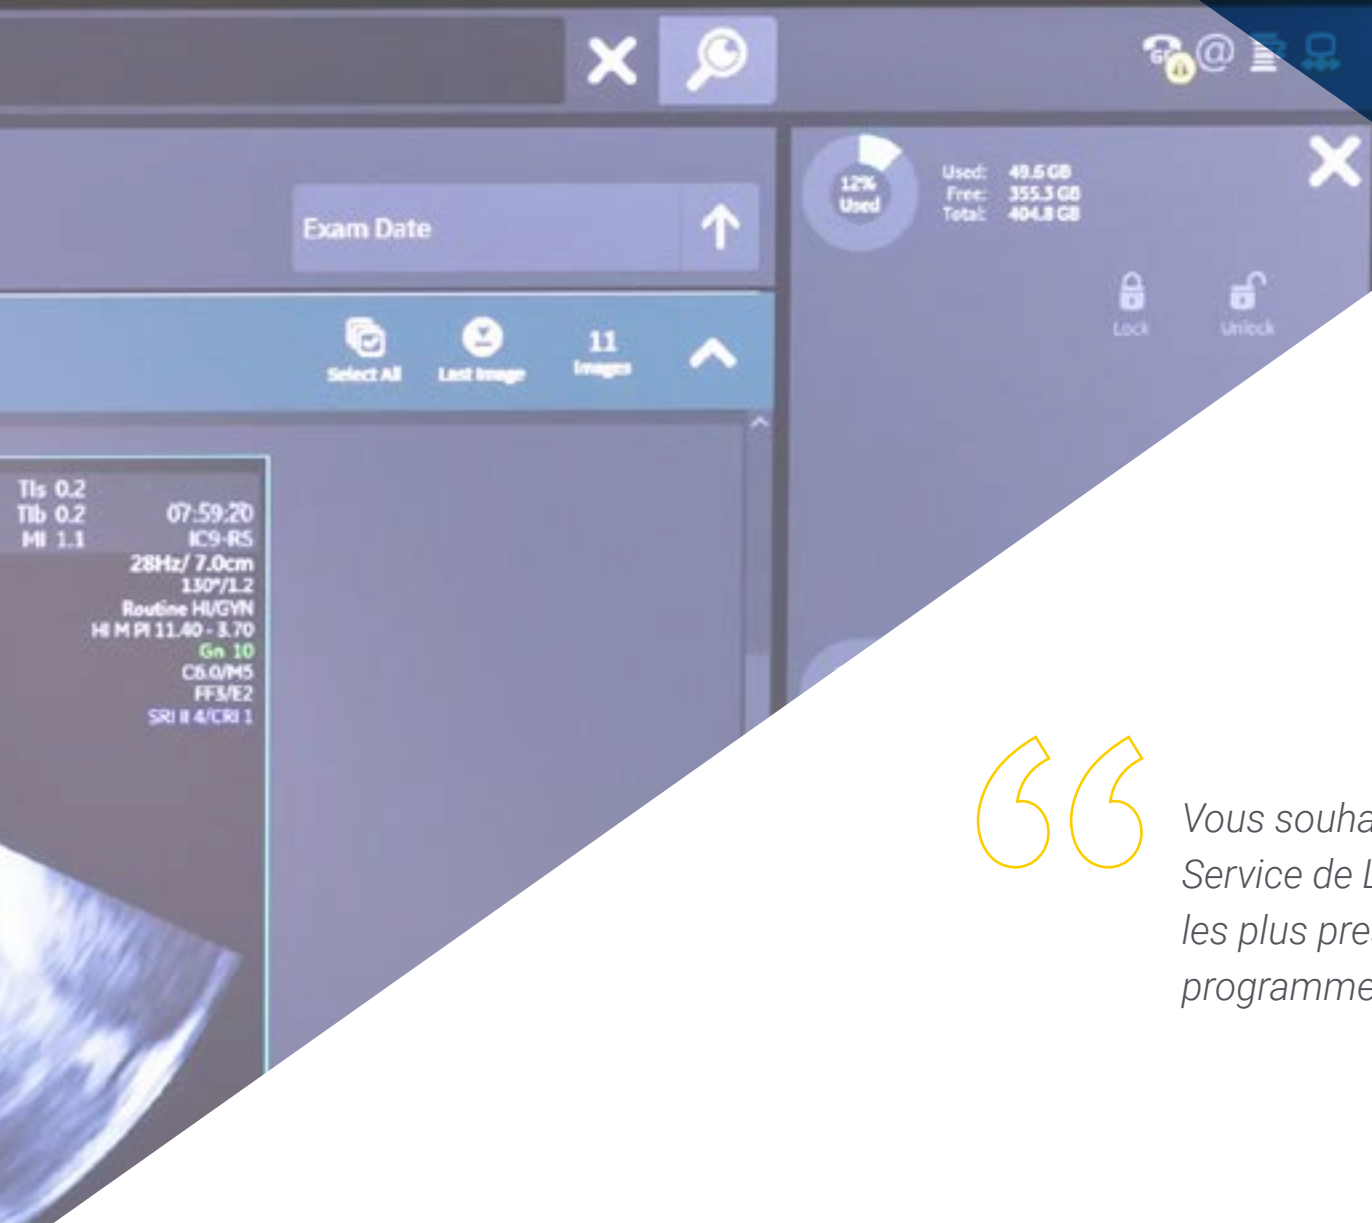 Exam Date
12%
Used
Used: 49.6 GB
Free: 355.3 GB
Total: 404.8 GB
Lock
Unlock
Select All
Last Image
11
Images
TIs 0.2
TIb 0.2
MI 1.1
07:59:20
IC9-RS
28Hz/ 7.0cm
130°/1.2
Routine HI/GYN
HI M PI 11.40 - 3.70
Gn 10
C6.0/M5
FF3/E2
SRI II 4/CRI 1
“
Vous souha
Service de L
les plus pre
programme